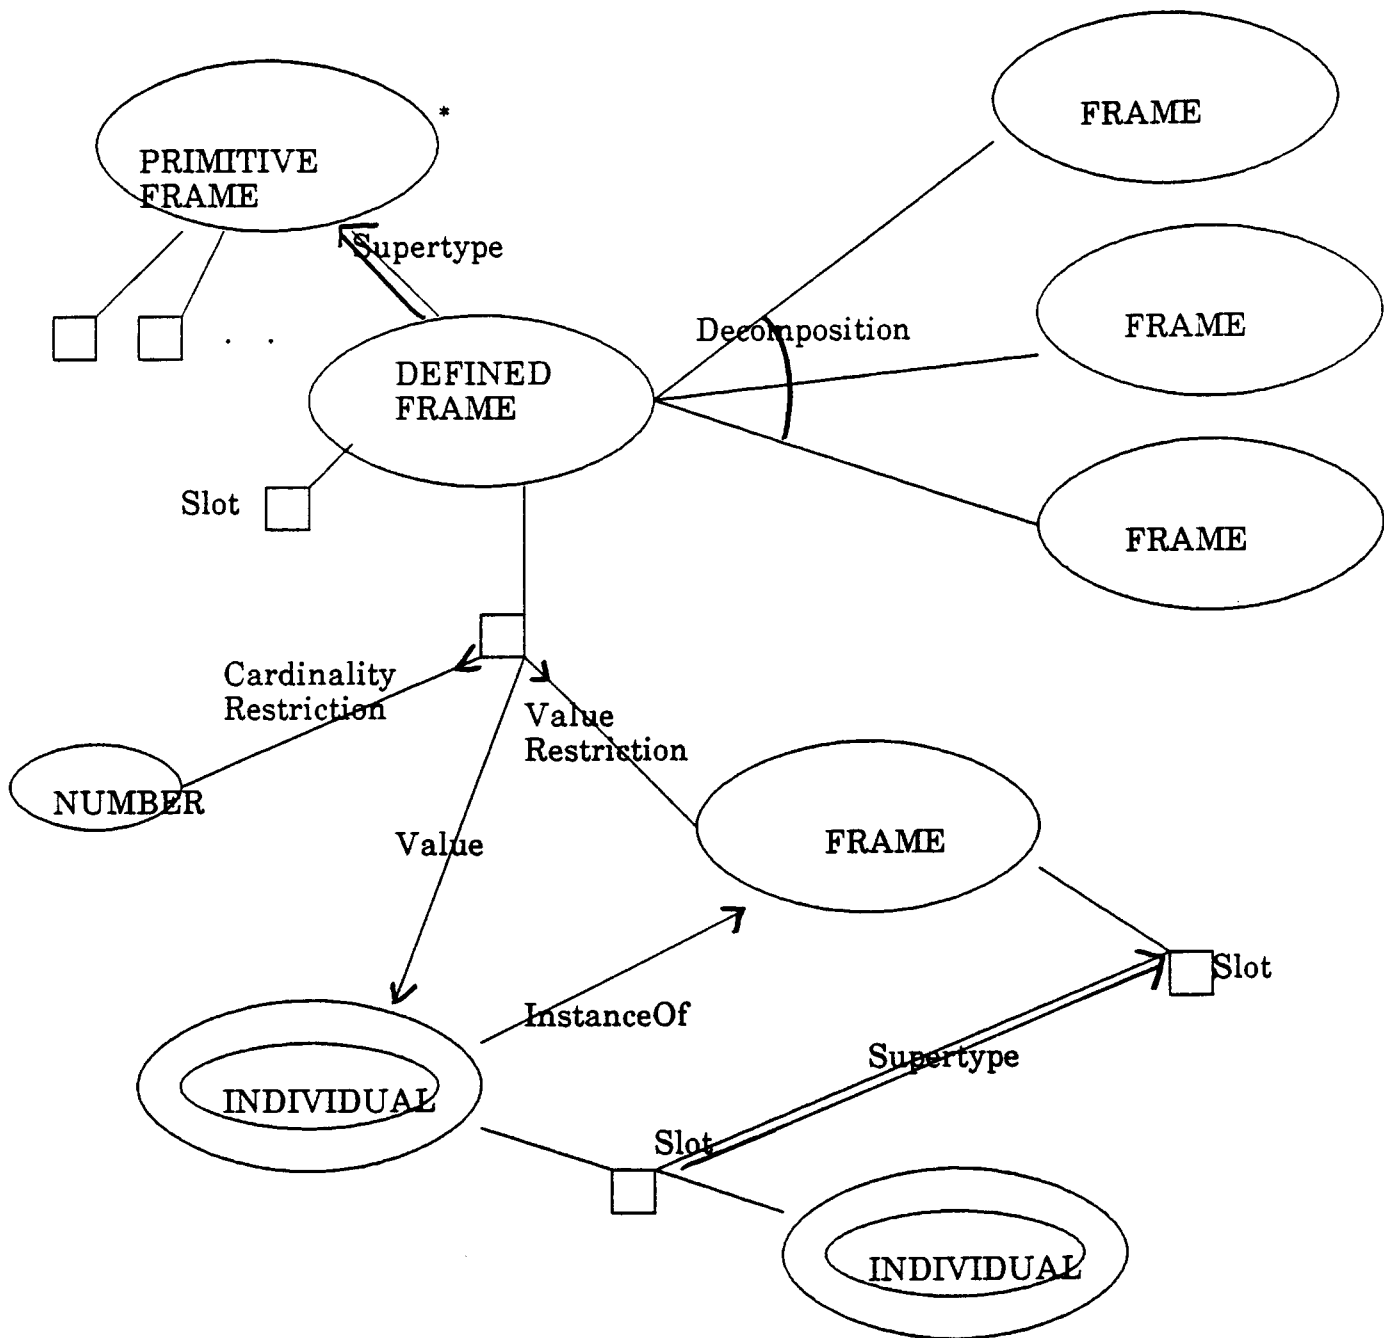 FRAME
*
PRIMITIVE
FRAME
Supertype
FRAME
Decomposition
DEFINED
FRAME
Slot
FRAME
Cardinality
Restriction
Value
Restriction
NUMBER
Value
FRAME
Slot
InstanceOf
Supertype
INDIVIDUAL
Slot
INDIVIDUAL